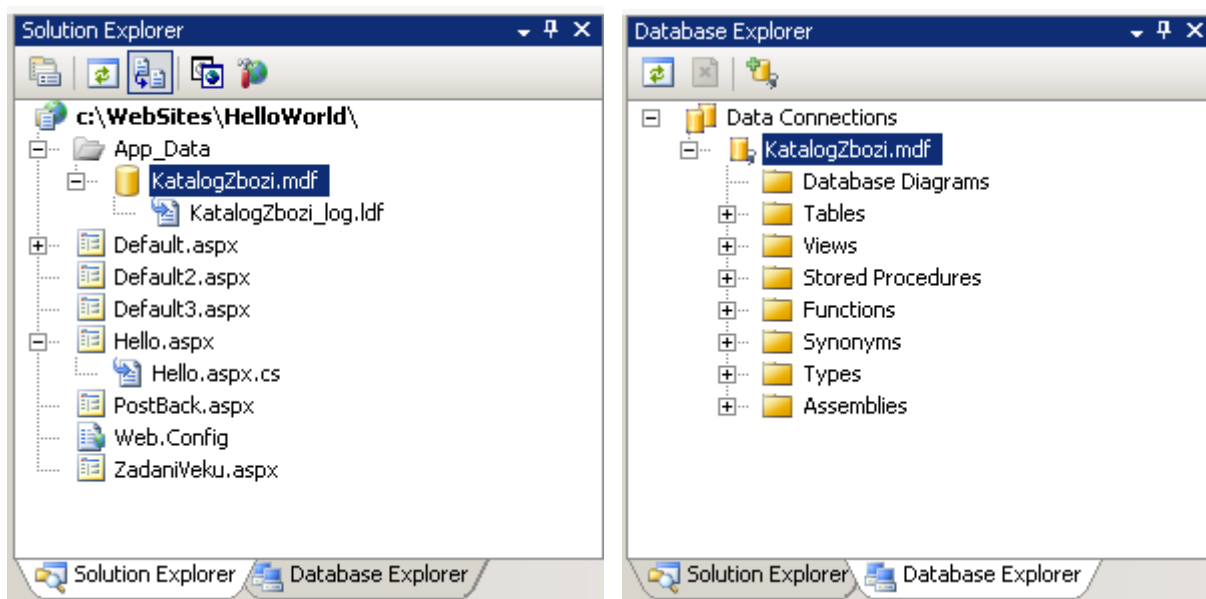 Solution Explorer
c:\WebSites\HelloWorld\
App_Data
KatalogZbozi.mdf
KatalogZbozi_log.ldf
Default.aspx
Default2.aspx
Default3.aspx
Hello.aspx
Hello.aspx.cs
PostBack.aspx
Web.Config
ZadaniVeku.aspx
Solution Explorer
Database Explorer
Database Explorer
Data Connections
KatalogZbozi.mdf
Database Diagrams
Tables
Views
Stored Procedures
Functions
Synonyms
Types
Assemblies
Solution Explorer
Database Explorer